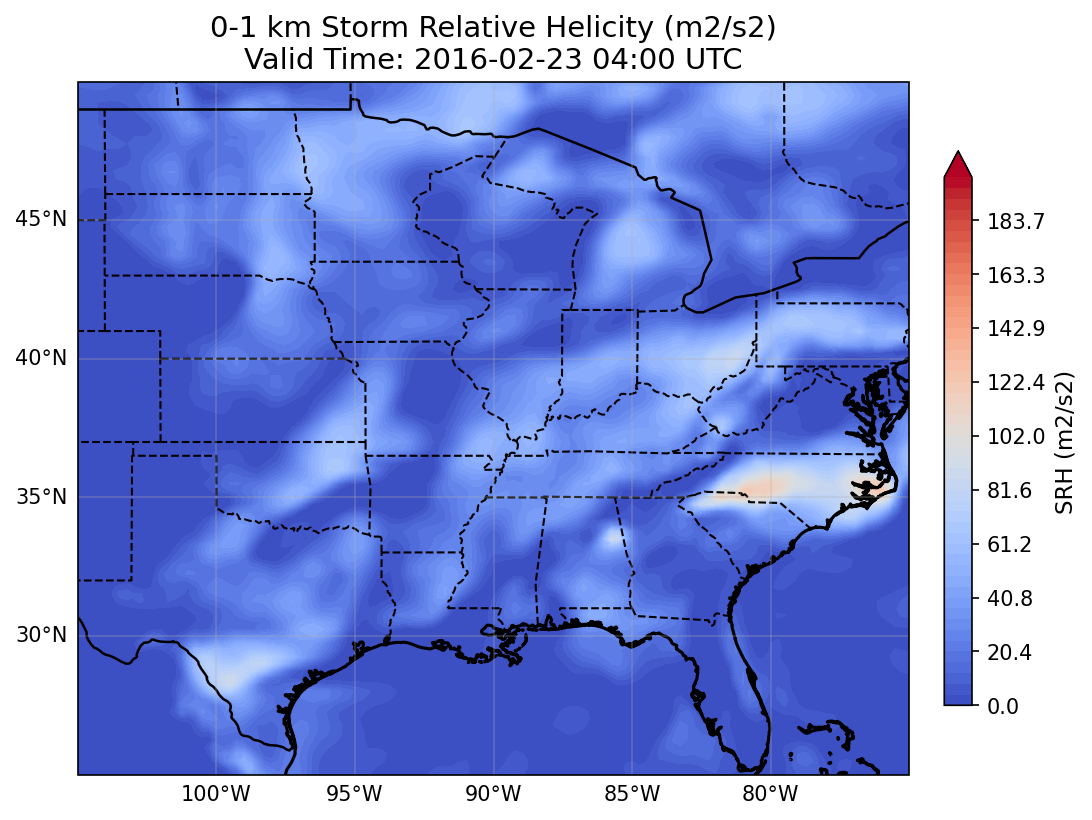 0-1 km Storm Relative Helicity (m2/s2)
Valid Time: 2016-02-23 04:00 UTC
45°N
40°N
35°N
30°N
100°W
95°W
90°W
85°W
80°W
183.7
163.3
142.9
122.4
102.0
81.6
61.2
40.8
20.4
0.0
SRH (m2/s2)